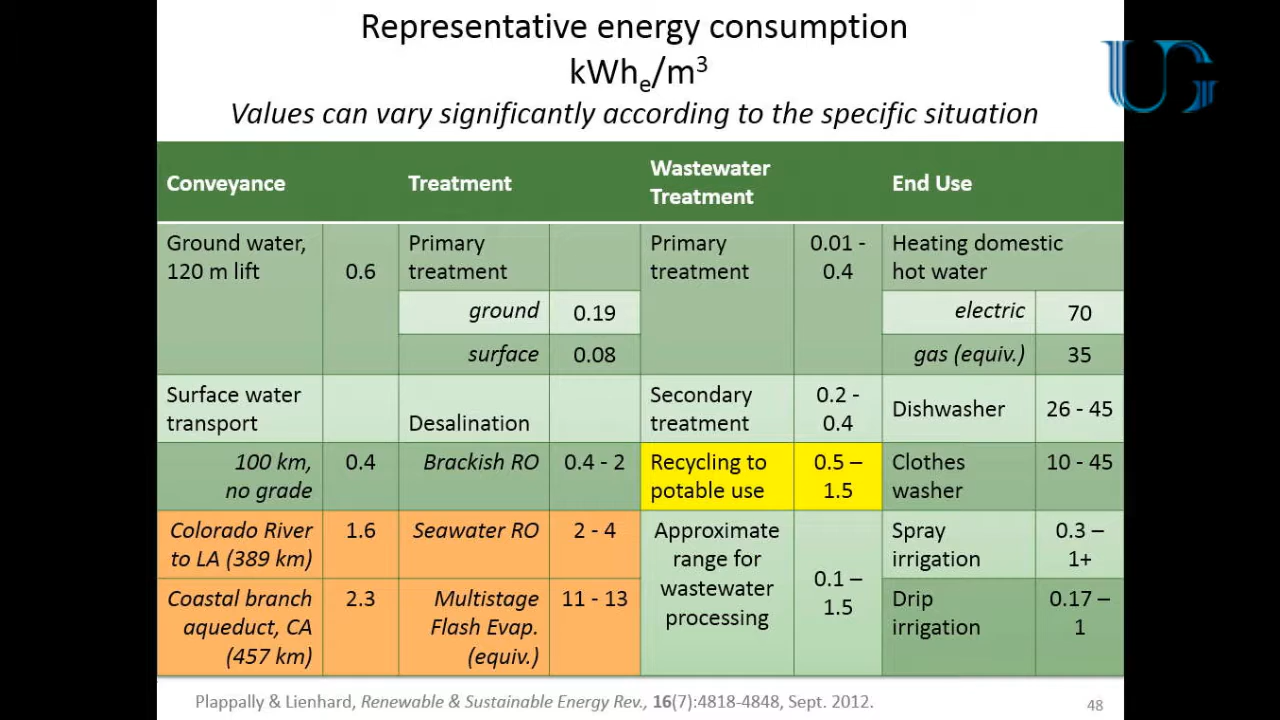 Representative energy consumption
kWhₑ/m³
Values can vary significantly according to the specific situation
UG
Conveyance
Treatment
Wastewater
Treatment
End Use
Ground water,
120 m lift
0.6
Primary
treatment
Primary
treatment
0.01 -
0.4
Heating domestic
hot water
ground
0.19
electric
70
surface
0.08
gas (equiv.)
35
Surface water
transport
Desalination
Secondary
treatment
0.2 -
0.4
Dishwasher
26 - 45
100 km,
no grade
0.4
Brackish RO
0.4 - 2
Recycling to
potable use
0.5 –
1.5
Clothes
washer
10 - 45
Colorado River
to LA (389 km)
1.6
Seawater RO
2 - 4
Approximate
range for
wastewater
processing
0.1 –
1.5
Spray
irrigation
0.3 –
1+
Coastal branch
aqueduct, CA
(457 km)
2.3
Multistage
Flash Evap.
(equiv.)
11 - 13
Drip
irrigation
0.17 –
1
Plappally & Lienhard, Renewable & Sustainable Energy Rev., 16(7):4818-4848, Sept. 2012.
48